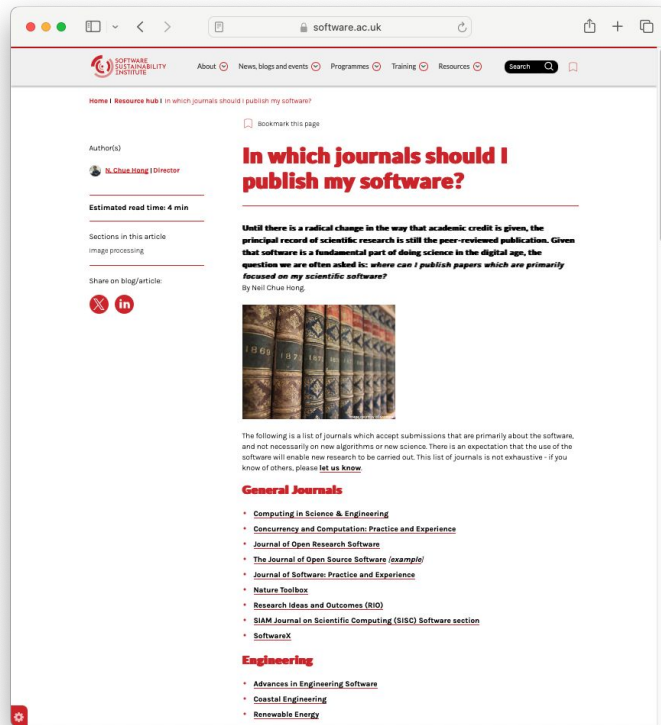 software.ac.uk
SOFTWARE
SUSTAINABILITY
INSTITUTE
About
News, blogs and events
Programmes
Training
Resources
Search
Home | Resource hub | In which journals should I publish my software?
Bookmark this page
Author(s)
N. Chue Hong | Director
Estimated read time: 4 min
Sections in this article
Image processing
Share on blog/article:
In which journals should I
publish my software?
Until there is a radical change in the way that academic credit is given, the
principal record of scientific research is still the peer-reviewed publication. Given
that software is a fundamental part of doing science in the digital age, the
question we are often asked is: where can I publish papers which are primarily
focused on my scientific software?
By Neil Chue Hong.
1869
The following is a list of journals which accept submissions that are primarily about the software,
and not necessarily on new algorithms or new science. There is an expectation that the use of the
software will enable new research to be carried out. This list of journals is not exhaustive - if you
know of others, please let us know.
General Journals
Computing in Science & Engineering
Concurrency and Computation: Practice and Experience
Journal of Open Research Software
The Journal of Open Source Software [example]
Journal of Software: Practice and Experience
Nature Toolbox
Research Ideas and Outcomes (RIO)
SIAM Journal on Scientific Computing (SISC) Software section
SoftwareX
Engineering
Advances in Engineering Software
Coastal Engineering
Renewable Energy